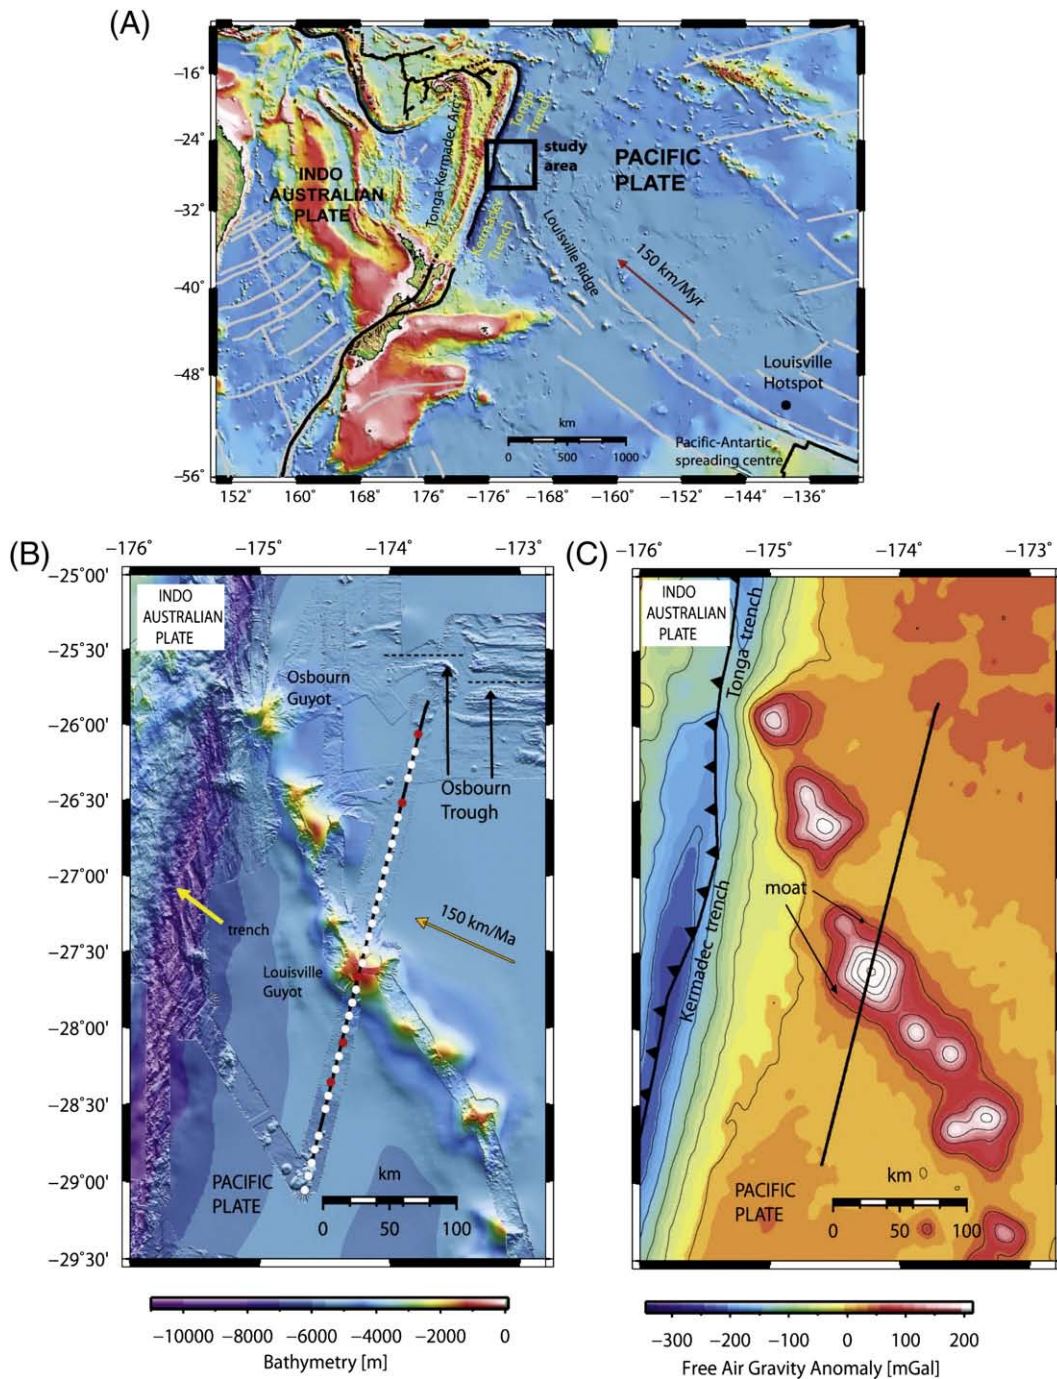 (A)
−16°
−24°
−32°
−40°
−48°
−56°
152°
160°
168°
176°
−176°
−168°
−160°
−152°
−144°
−136°
INDO
AUSTRALIAN
PLATE
Tonga-Kermadec Arc
Tonga
Trench
study
area
PACIFIC
PLATE
Kermadec
Trench
Louisville Ridge
150 km/Myr
Louisville
Hotspot
km
0
500
1000
Pacific-Antartic
spreading centre
(B)
−176°
−175°
−174°
−173°
−25°00'
−25°30'
−26°00'
−26°30'
−27°00'
−27°30'
−28°00'
−28°30'
−29°00'
−29°30'
INDO
AUSTRALIAN
PLATE
Osbourn
Guyot
Osbourn
Trough
trench
150 km/Ma
Louisville
Guyot
PACIFIC
PLATE
km
0
100
−10000
−8000
−6000
−4000
−2000
0
Bathymetry [m]
(C)
−176°
−175°
−174°
−173°
INDO
AUSTRALIAN
PLATE
Tonga trench
Kermadec trench
moat
PACIFIC
PLATE
km
0
100
−300
−200
−100
0
100
200
Free Air Gravity Anomaly [mGal]